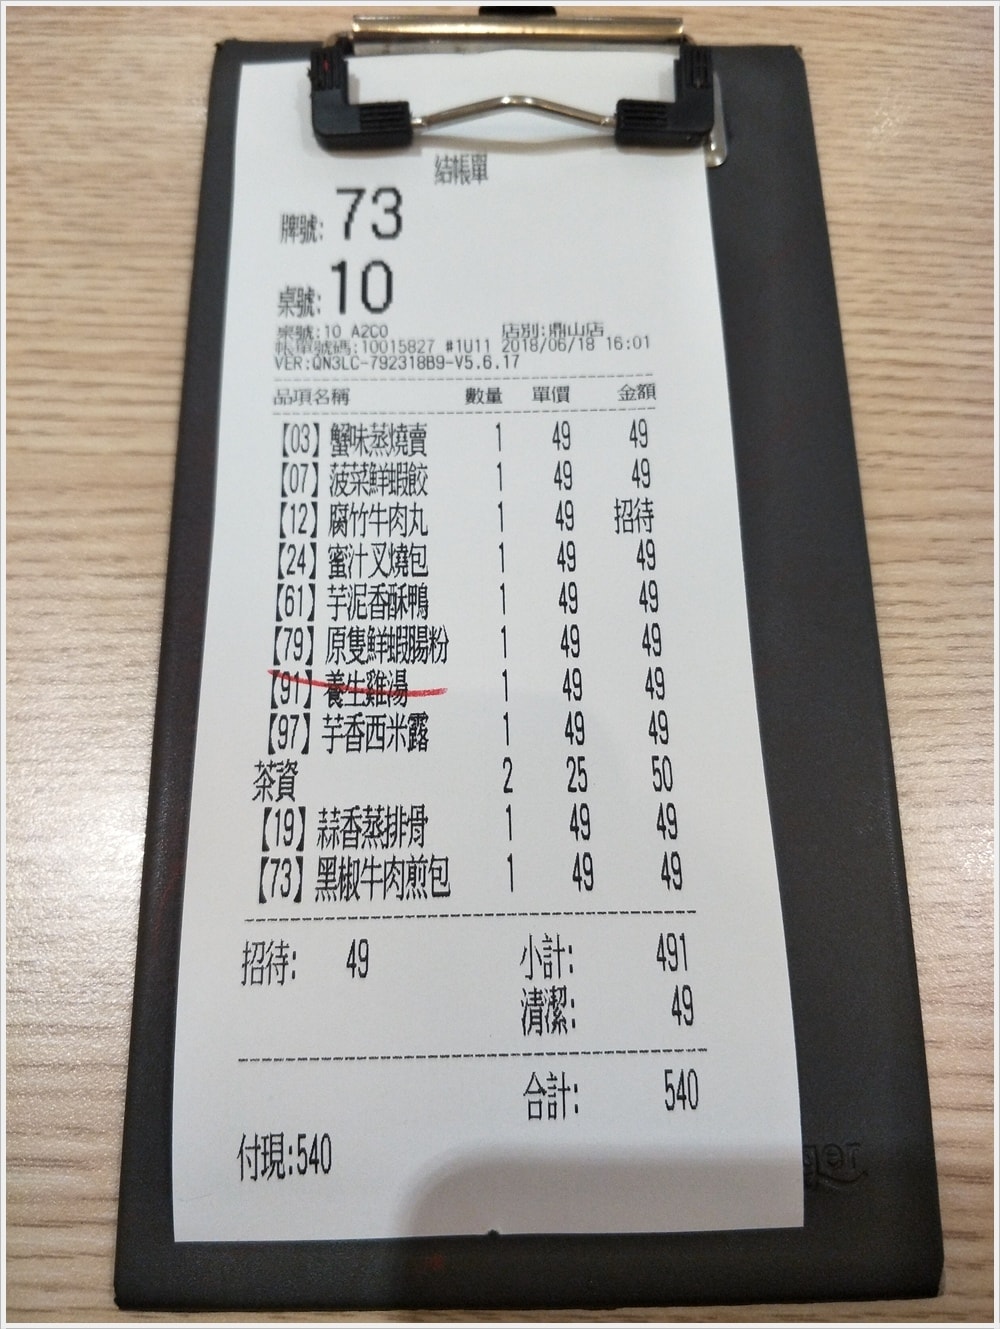 結帳單
牌號: 73
桌號: 10
桌號:10 A2C0 店別:鼎山店
帳單號碼:10015827 #1U11 2018/06/18 16:01
VER:QN3LC-792318B9-V5.6.17
品項名稱 數量 單價 金額
【03】蟹味蒸燒賣 1 49 49
【07】菠菜鮮蝦餃 1 49 49
【12】腐竹牛肉丸 1 49 招待
【24】蜜汁叉燒包 1 49 49
【61】芋泥香酥鴨 1 49 49
【79】原隻鮮蝦腸粉 1 49 49
【91】養生雞湯 1 49 49
【97】芋香西米露 1 49 49
茶資 2 25 50
【19】蒜香蒸排骨 1 49 49
【73】黑椒牛肉煎包 1 49 49
招待: 49 小計: 491
清潔: 49
合計: 540
付現:540